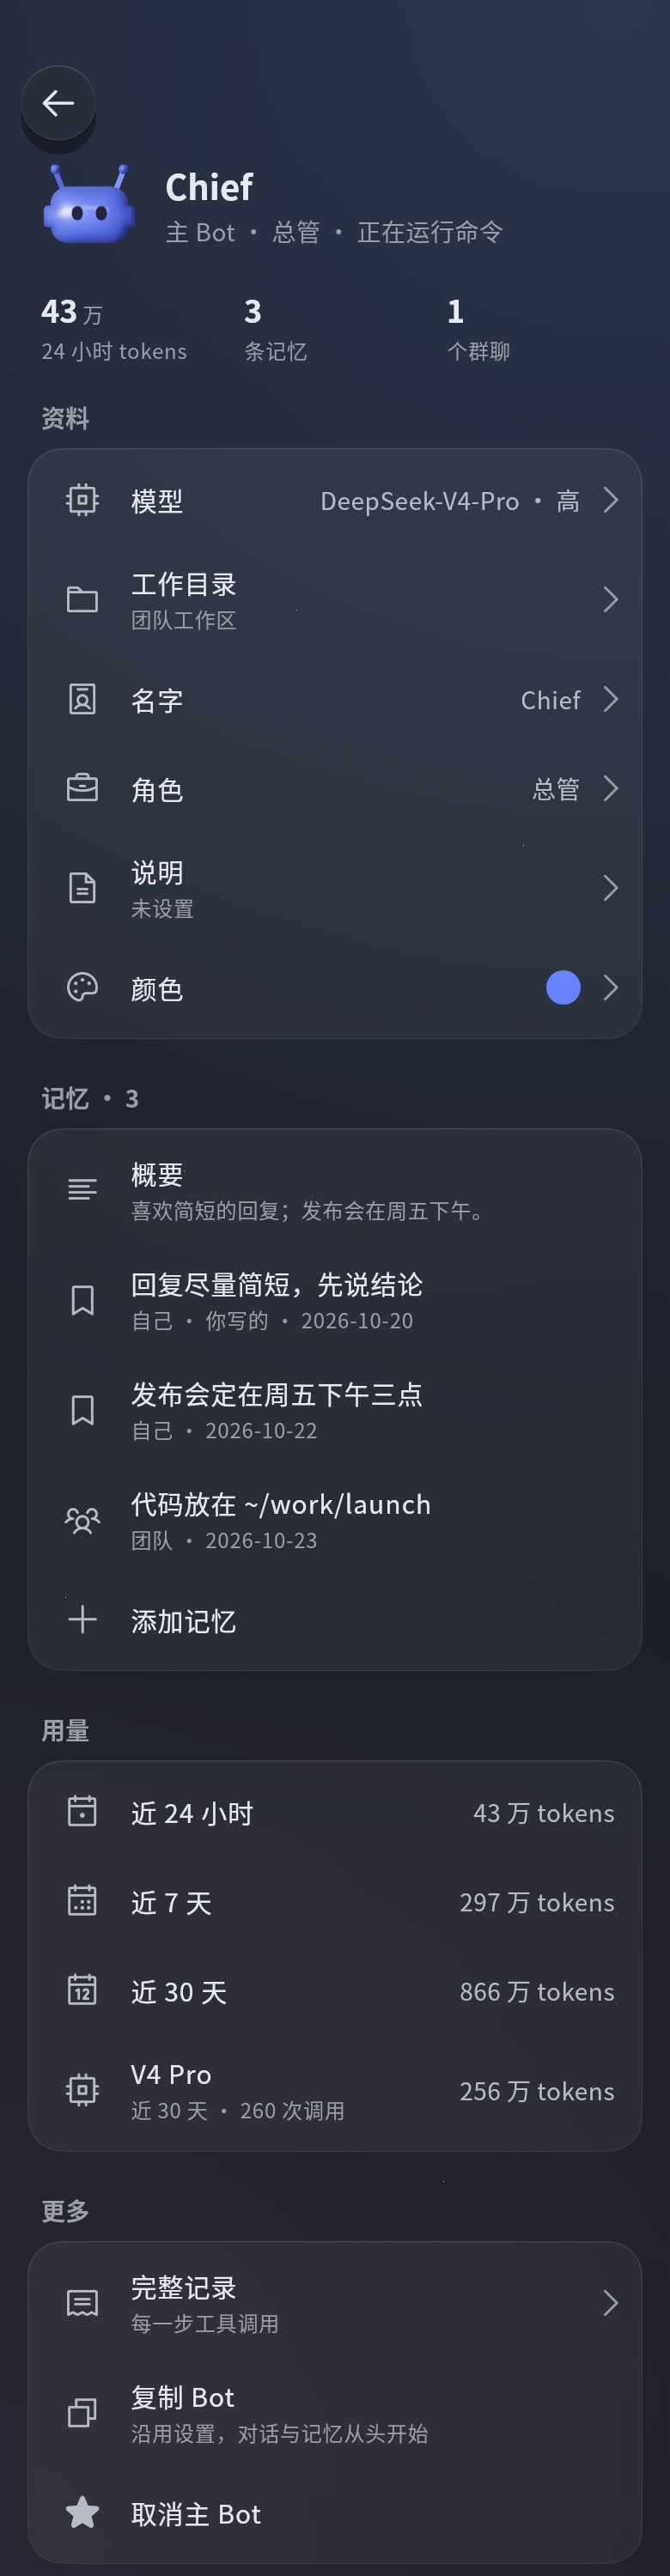 Chief
主 Bot · 总管 · 正在运行命令
43 万
3
1
24 小时 tokens
条记忆
个群聊
资料
模型
DeepSeek-V4-Pro · 高
工作目录
团队工作区
名字
Chief
角色
总管
说明
未设置
颜色
记忆 · 3
概要
喜欢简短的回复；发布会在周五下午。
回复尽量简短，先说结论
自己 · 你写的 · 2026-10-20
发布会定在周五下午三点
自己 · 2026-10-22
代码放在 ~/work/launch
团队 · 2026-10-23
添加记忆
用量
近 24 小时
43 万 tokens
近 7 天
297 万 tokens
12
近 30 天
866 万 tokens
V4 Pro
近 30 天 · 260 次调用
256 万 tokens
更多
完整记录
每一步工具调用
复制 Bot
沿用设置，对话与记忆从头开始
取消主 Bot